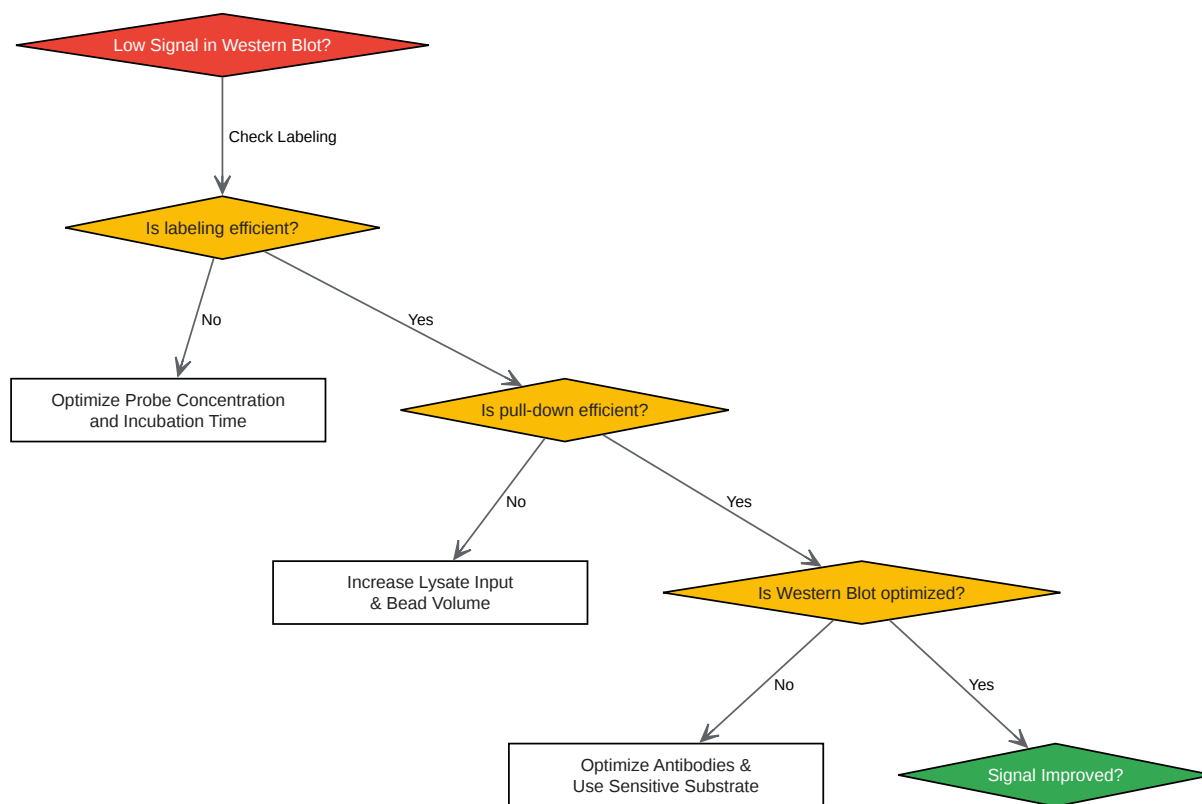 Low Signal in Western Blot?
Check Labeling
Is labeling efficient?
No
Yes
Optimize Probe Concentration
and Incubation Time
Is pull-down efficient?
No
Yes
Increase Lysate Input
& Bead Volume
Is Western Blot optimized?
No
Yes
Optimize Antibodies &
Use Sensitive Substrate
Signal Improved?